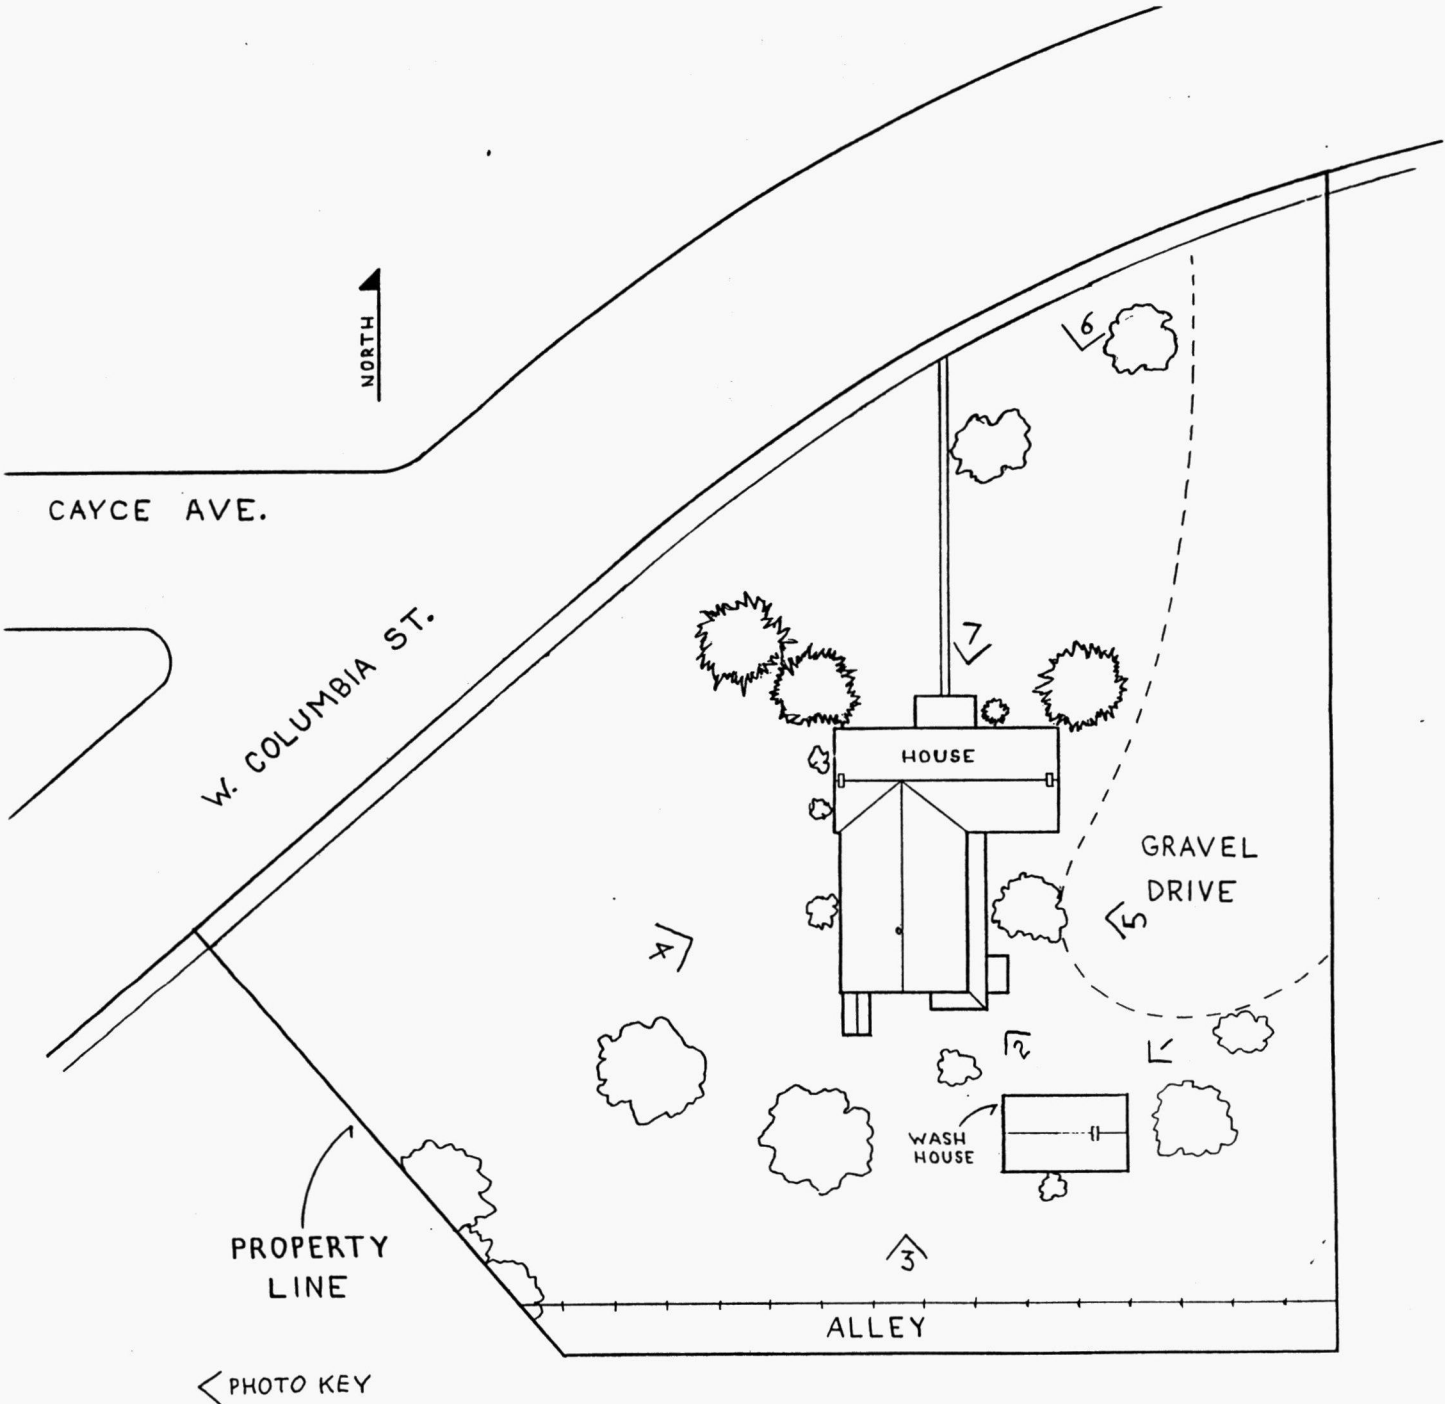 6
NORTH
CAYCE AVE.
W. COLUMBIA ST.
7
HOUSE
GRAVEL
DRIVE
5
4
2
1
WASH
HOUSE
3
PROPERTY
LINE
ALLEY
PHOTO KEY